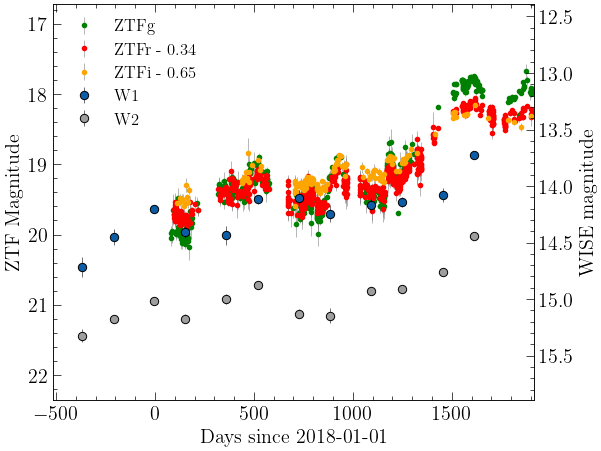 17
18
19
20
21
22
ZTF Magnitude
ZTFg
ZTFr - 0.34
ZTFi - 0.65
W1
W2
12.5
13.0
13.5
14.0
14.5
15.0
15.5
WISE magnitude
−500
0
500
1000
1500
Days since 2018-01-01